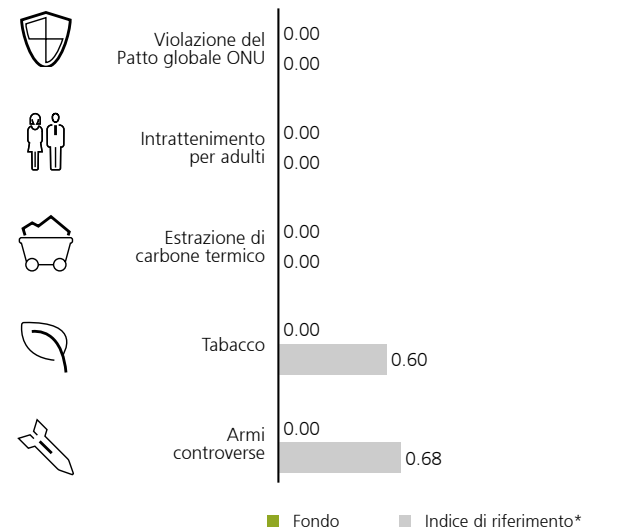 Violazione del
Patto globale ONU
0.00
0.00
Intrattenimento
per adulti
0.00
0.00
Estrazione di
carbone termico
0.00
0.00
Tabacco
0.00
0.60
Armi
controverse
0.00
0.68
Fondo
Indice di riferimento*